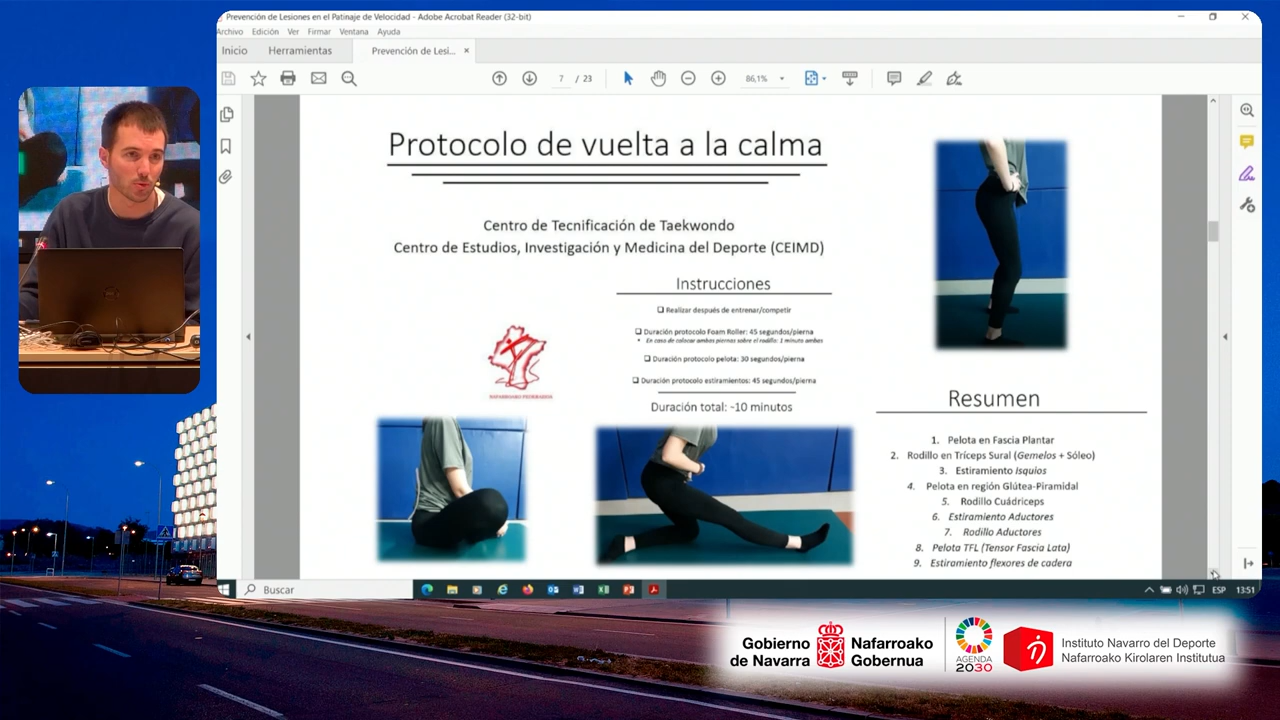 Prevención de Lesiones en el Patinaje de Velocidad - Adobe Acrobat Reader (32-bit)
Archivo Edición Ver Firmar Ventana Ayuda
Inicio Herramientas Prevención de Lesi... ×
7 / 23 86,1%
Protocolo de vuelta a la calma
Centro de Tecnificación de Taekwondo
Centro de Estudios, Investigación y Medicina del Deporte (CEIMD)
Instrucciones
Realizar después de entrenar/competir
Duración protocolo Foam Roller: 45 segundos/pierna
En caso de colocar ambas piernas sobre el rodillo: 1 minuto ambas
Duración protocolo pelota: 30 segundos/pierna
Duración protocolo estiramientos: 45 segundos/pierna
Duración total: -10 minutos
Resumen
1. Pelota en Fascia Plantar
2. Rodillo en Tríceps Sural (Gemelos + Sóleo)
3. Estiramiento Isquios
4. Pelota en región Glútea-Piramidal
5. Rodillo Cuádriceps
6. Estiramiento Aductores
7. Rodillo Aductores
8. Pelota TFL (Tensor Fascia Lata)
9. Estiramiento flexores de cadera
Buscar
ESP 13:51
Gobierno de Navarra
Nafarroako Gobernua
AGENDA 2030
Instituto Navarro del Deporte
Nafarroako Kirolaren Institutua